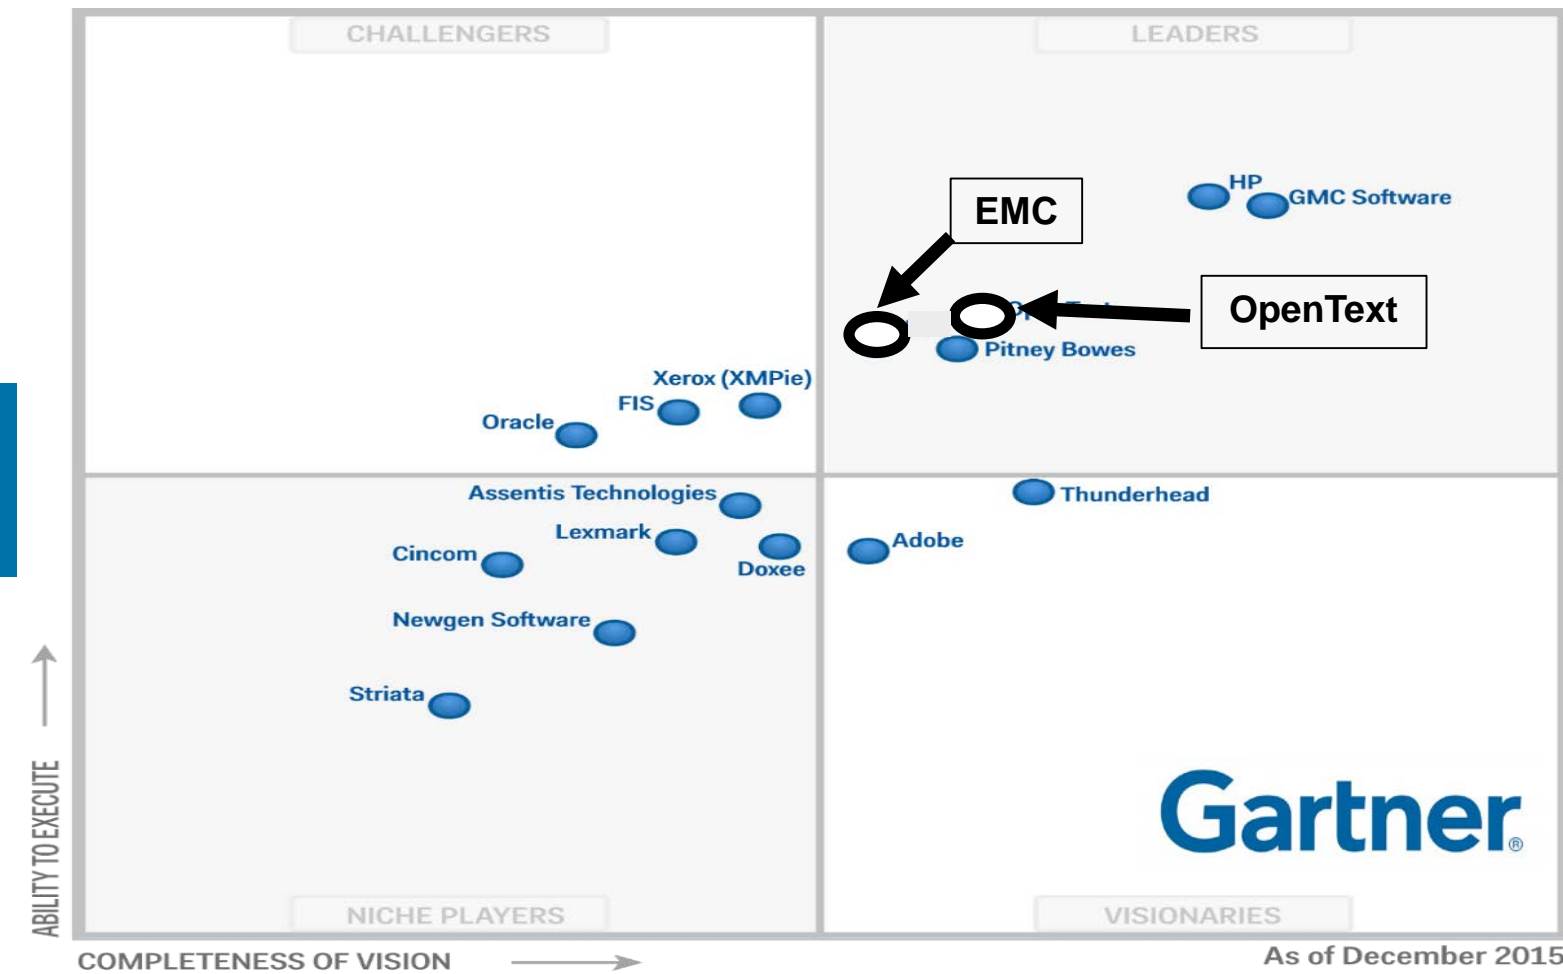 CHALLENGERS
LEADERS
HP
GMC Software
EMC
OpenText
Pitney Bowes
Xerox (XMPie)
FIS
Oracle
Assentis Technologies
Thunderhead
Lexmark
Adobe
Cincom
Doxee
Newgen Software
Striata
ABILITY TO EXECUTE
Gartner®
NICHE PLAYERS
VISIONARIES
COMPLETENESS OF VISION
As of December 2015